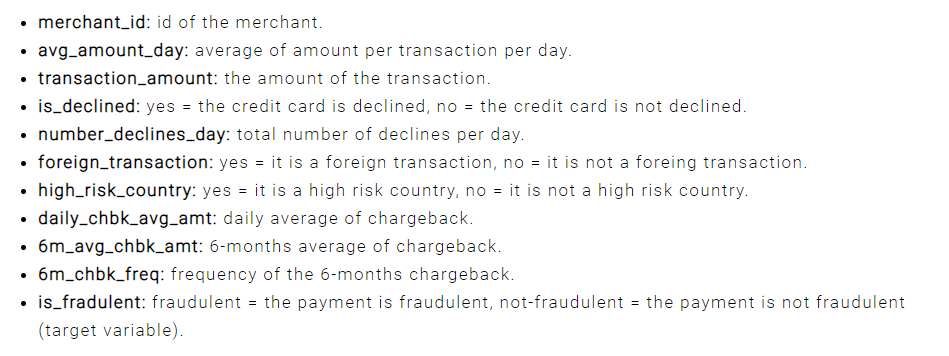 • merchant_id: id of the merchant.
• avg_amount_day: average of amount per transaction per day.
• transaction_amount: the amount of the transaction.
• is_declined: yes = the credit card is declined, no = the credit card is not declined.
• number_declines_day: total number of declines per day.
• foreign_transaction: yes = it is a foreign transaction, no = it is not a foreing transaction.
• high_risk_country: yes = it is a high risk country, no = it is not a high risk country.
• daily_chbk_avg_amt: daily average of chargeback.
• 6m_avg_chbk_amt: 6-months average of chargeback.
• 6m_chbk_freq: frequency of the 6-months chargeback.
• is_fradulent: fraudulent = the payment is fraudulent, not-fraudulent = the payment is not fraudulent
(target variable).